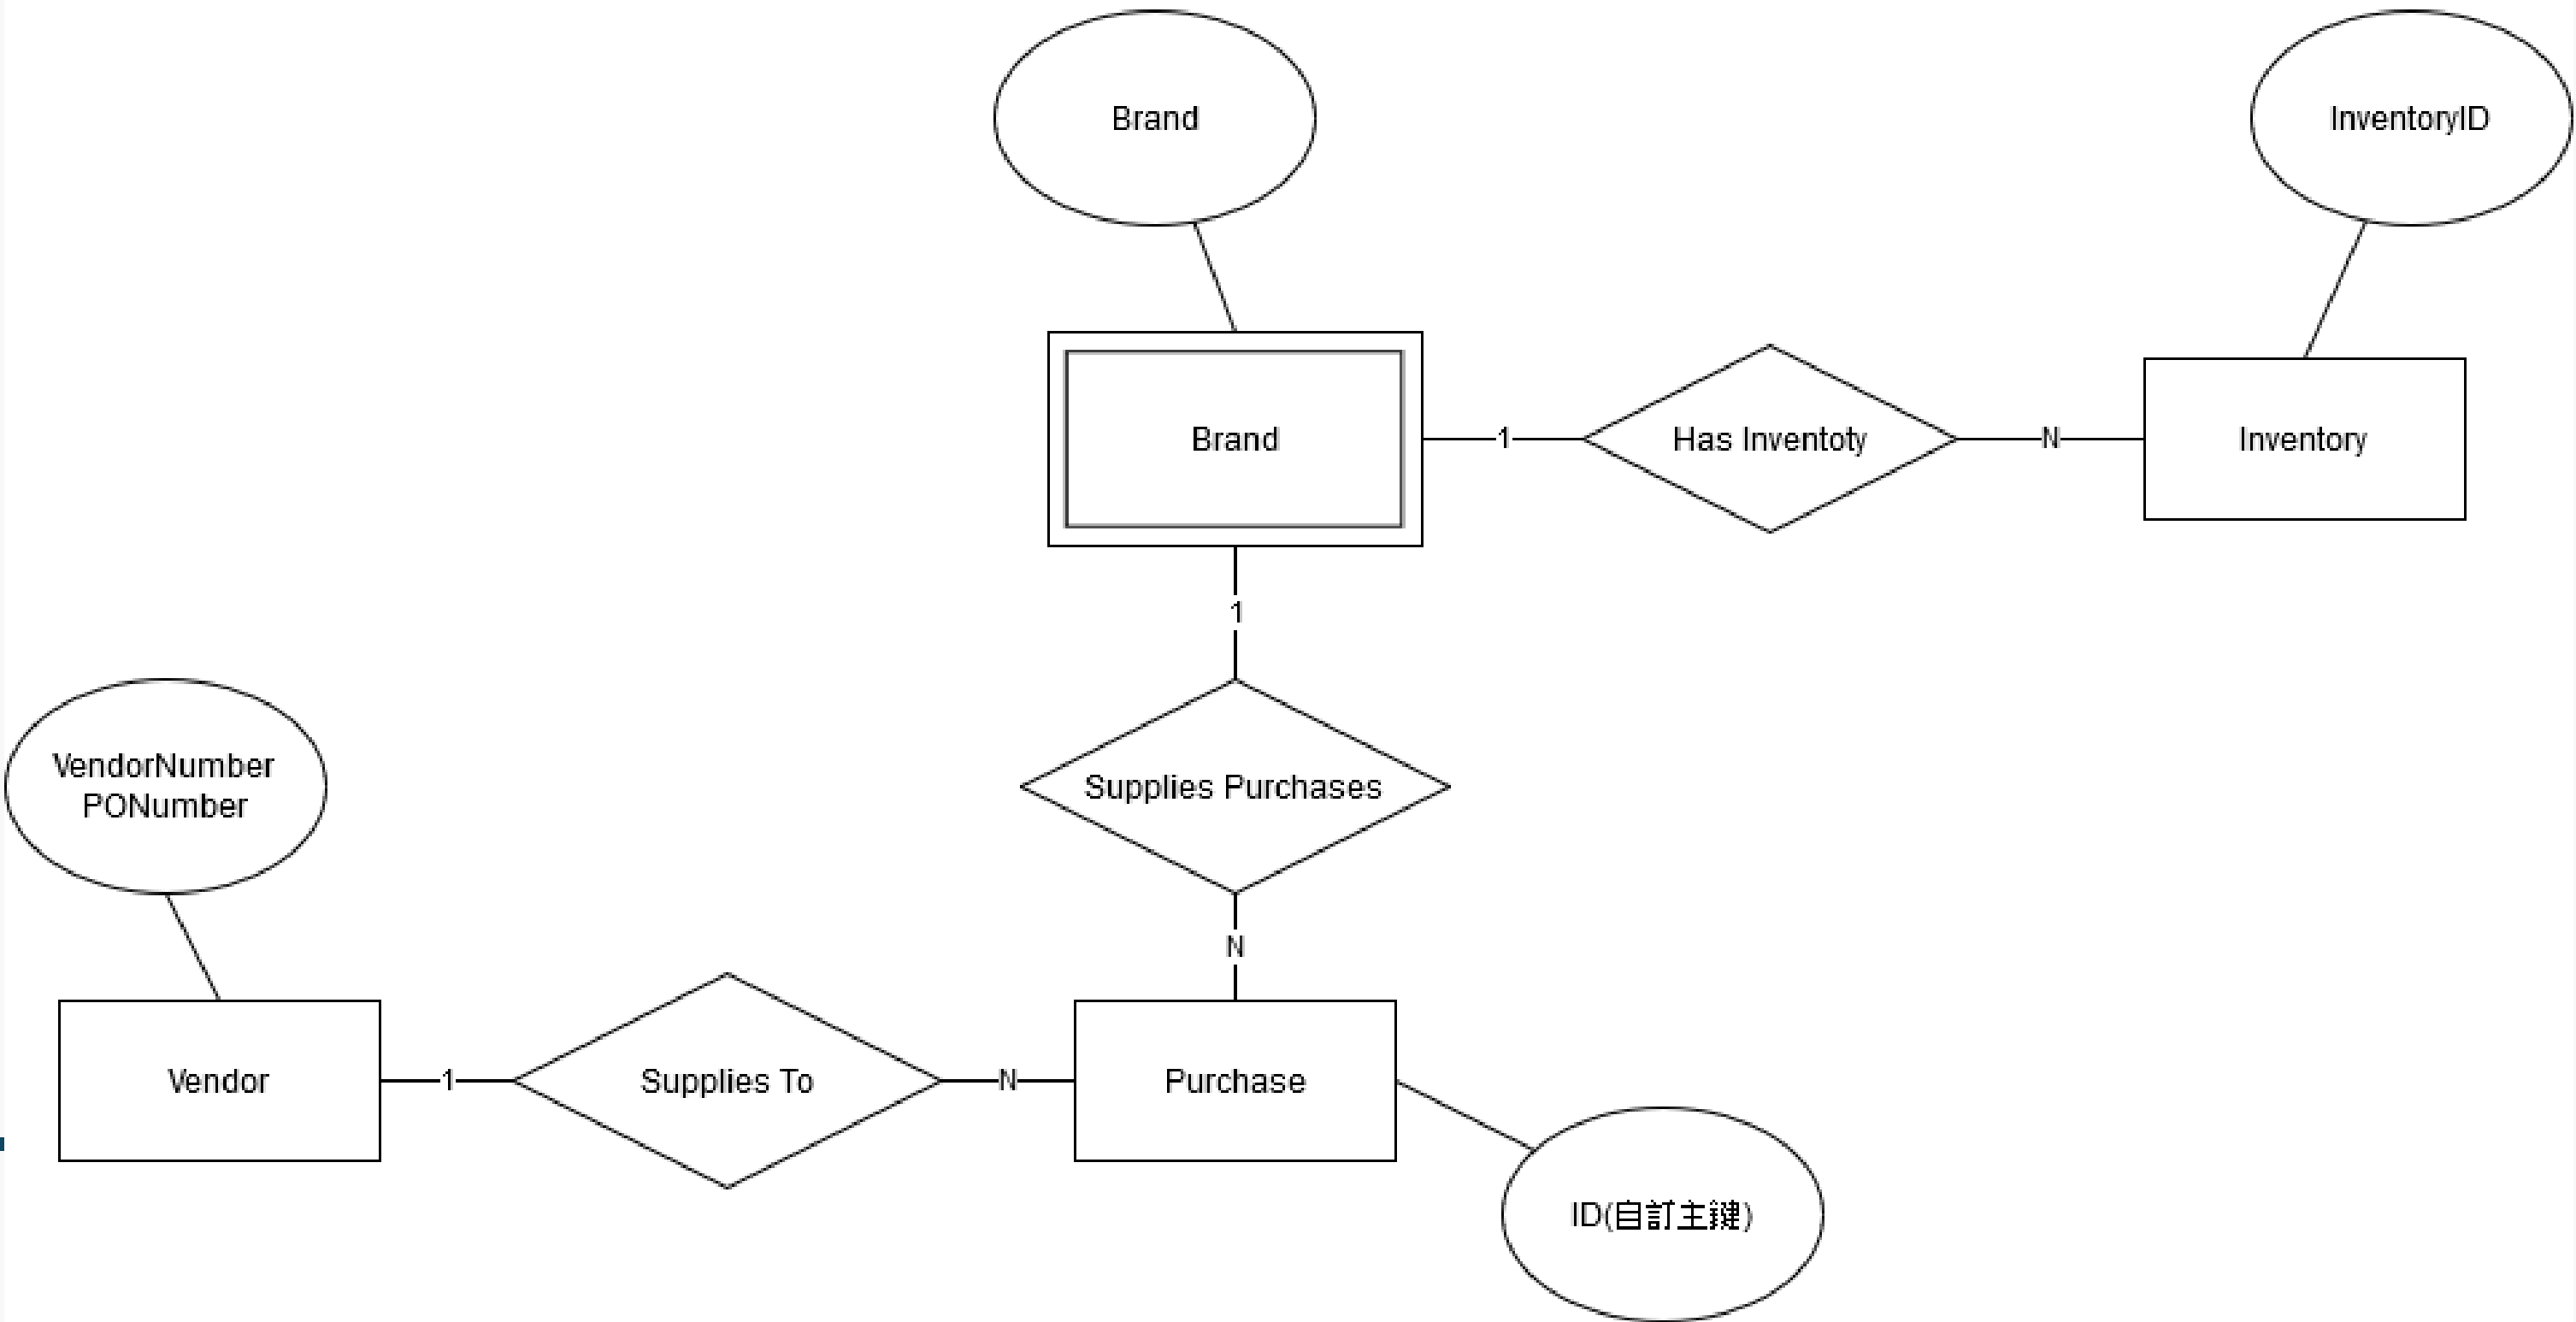 Brand
InventoryID
Brand
1
Has Inventoty
N
Inventory
1
VendorNumber
PONumber
Supplies Purchases
N
Vendor
1
Supplies To
N
Purchase
ID(自訂主鍵)